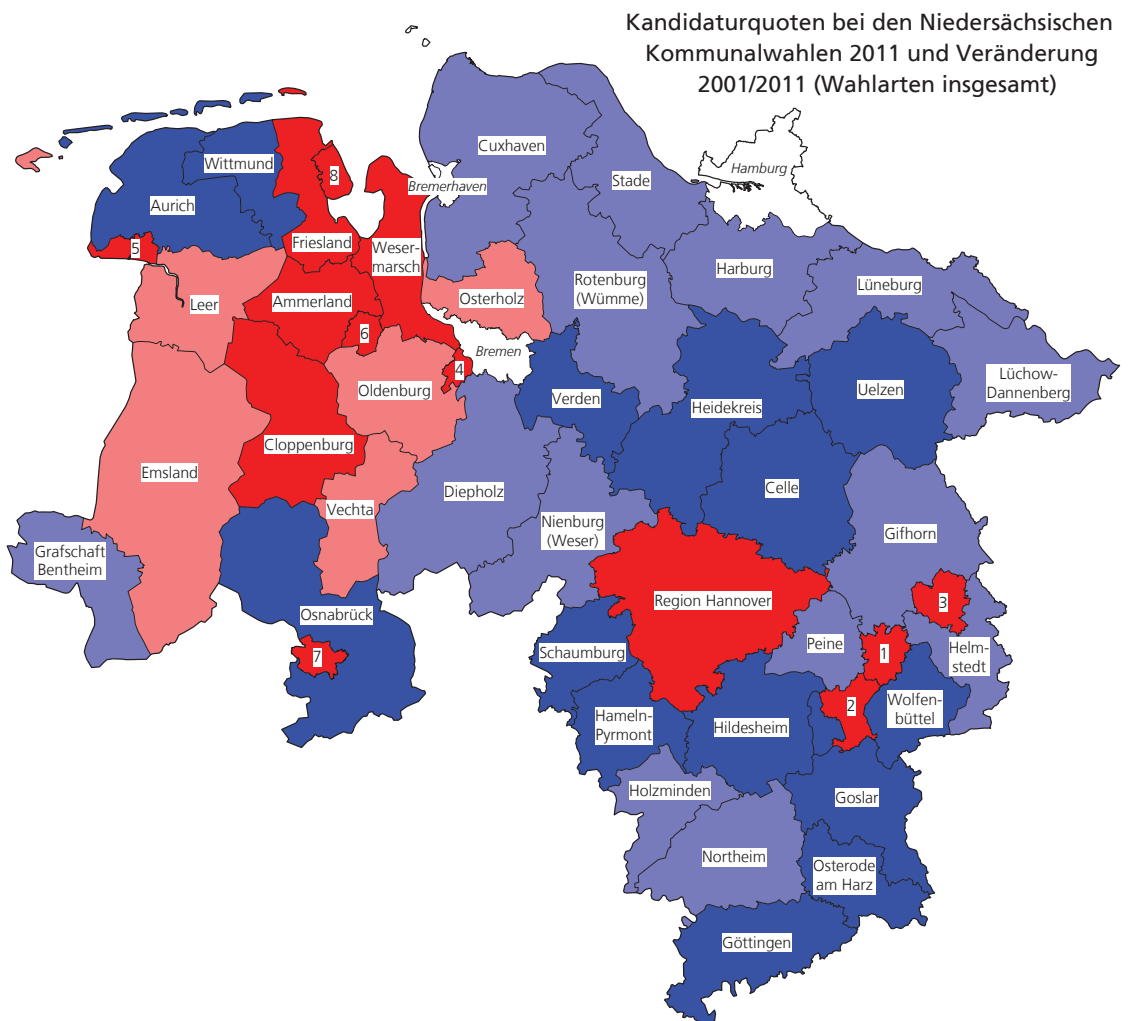 Kandidaturquoten bei den Niedersächsischen
Kommunalwahlen 2011 und Veränderung
2001/2011 (Wahlarten insgesamt)
Cuxhaven
Wittmund
Hamburg
8
Stade
Bremerhaven
Aurich
Friesland
5
Weser-
marsch
Harburg
Rotenburg
(Wümme)
Lüneburg
Leer
Ammerland
Osterholz
6
Bremen
4
Oldenburg
Verden
Heidekreis
Uelzen
Lüchow-
Dannenberg
Cloppenburg
Emsland
Diepholz
Celle
Vechta
Nienburg
(Weser)
Gifhorn
Grafschaft
Bentheim
Region Hannover
3
Osnabrück
Peine
7
Schaumburg
1
Helm-
stedt
2
Wolfen-
büttel
Hameln-
Pyrmont
Hildesheim
Holzminden
Goslar
Northeim
Osterode
am Harz
Göttingen